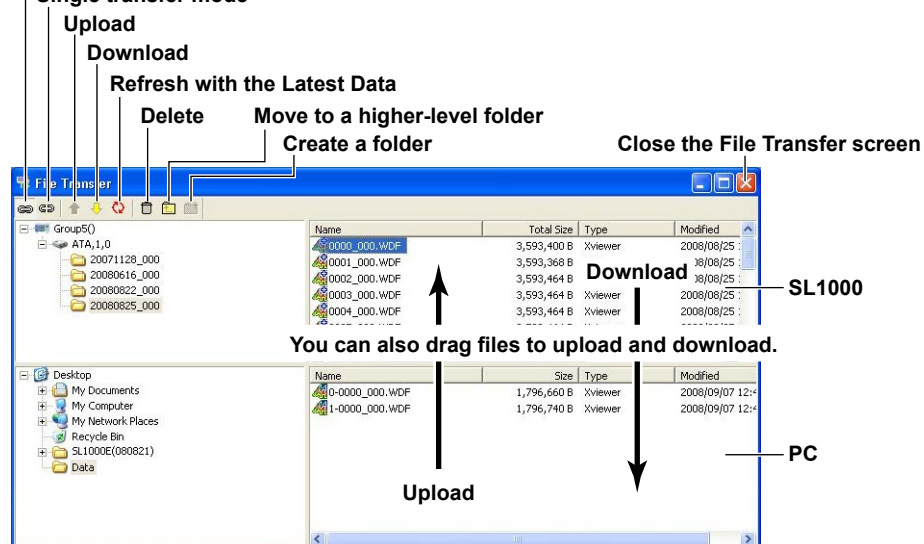 Single transfer mode
Upload
Download
Refresh with the Latest Data
Delete
Move to a higher-level folder
Create a folder
Close the File Transfer screen
File Transfer
Group5()
ATA,1,0
20071128_000
20080616_000
20080822_000
20080825_000
Name Total Size Type Modified
0000_000.WDF 3,593,400 B Xviewer 2008/08/25
0001_000.WDF 3,593,368 B
0002_000.WDF 3,593,464 B
0003_000.WDF 3,593,464 B Xviewer 2008/08/25
0004_000.WDF 3,593,464 B Xviewer 2008/08/25
Download
SL1000
You can also drag files to upload and download.
Desktop
My Documents
My Computer
My Network Places
Recycle Bin
SL1000E(080821)
Data
Name Size Type Modified
0-0000_000.WDF 1,796,660 B Xviewer 2008/09/07 12:4
1-0000_000.WDF 1,796,740 B Xviewer 2008/09/07 12:4
PC
Upload